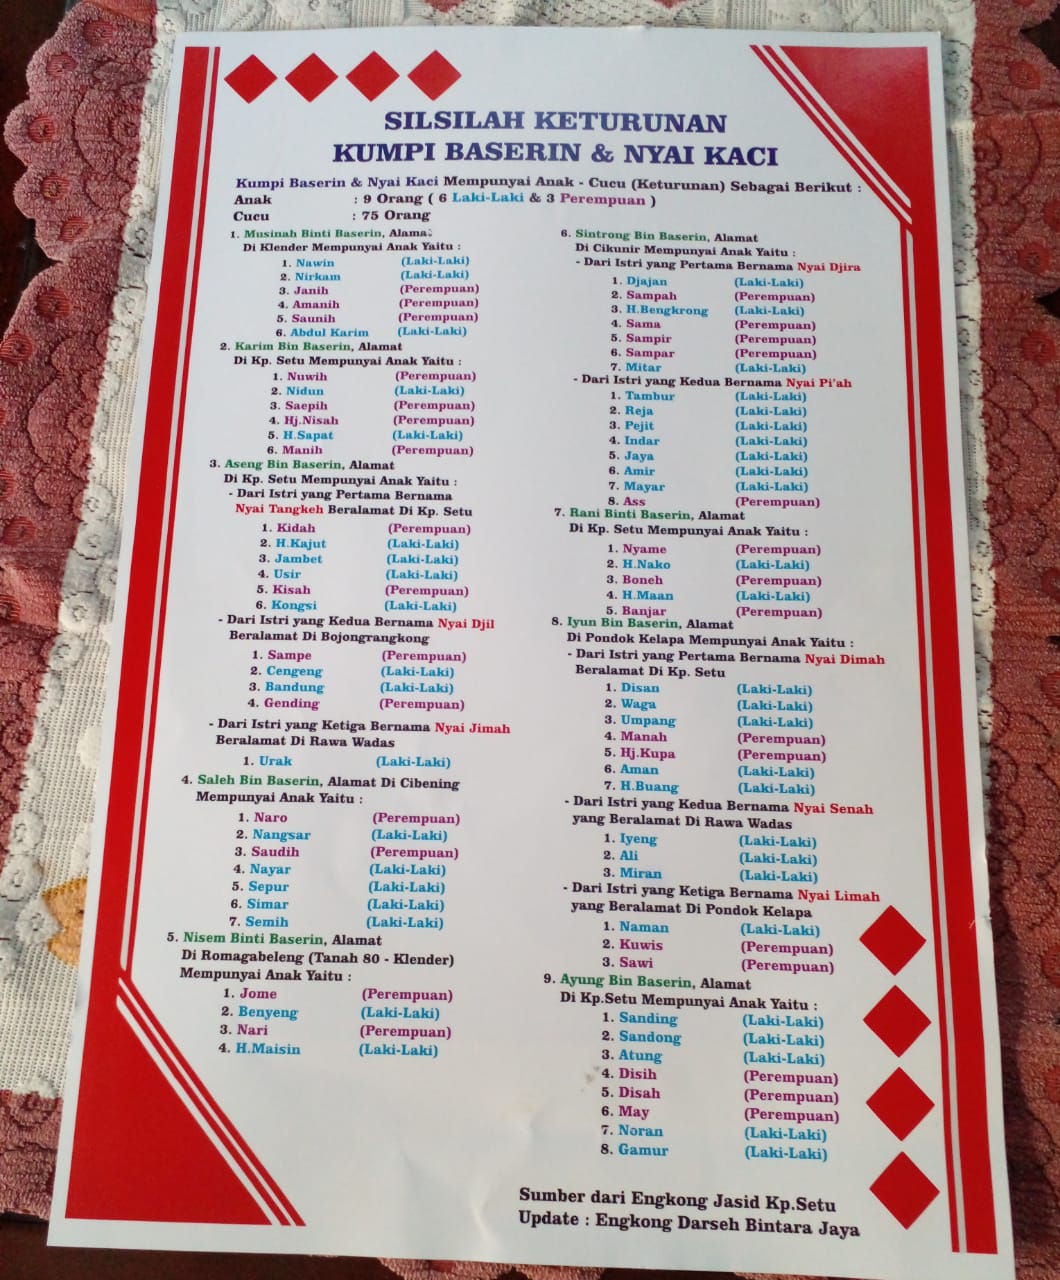 SILSILAH KETURUNAN
KUMPI BASERIN & NYAI KACI
Kumpi Baserin & Nyai Kaci Mempunyai Anak - Cucu (Keturunan) Sebagai Berikut :
Anak : 9 Orang ( 6 Laki-Laki & 3 Perempuan )
Cucu : 75 Orang
1. Musinah Binti Baserin, Alamat
Di Klender Mempunyai Anak Yaitu :
1. Nawin (Laki-Laki)
2. Nirkam (Laki-Laki)
3. Janih (Perempuan)
4. Amanih (Perempuan)
5. Saunih (Perempuan)
6. Abdul Karim (Laki-Laki)
2. Karim Bin Baserin, Alamat
Di Kp. Setu Mempunyai Anak Yaitu :
1. Nuwih (Perempuan)
2. Nidun (Laki-Laki)
3. Saepih (Perempuan)
4. Hj.Nisah (Perempuan)
5. H.Sapat (Laki-Laki)
6. Manih (Perempuan)
3. Aseng Bin Baserin, Alamat
Di Kp. Setu Mempunyai Anak Yaitu :
- Dari Istri yang Pertama Bernama
Nyai Tangkeh Beralamat Di Kp. Setu
1. Kidah (Perempuan)
2. H.Kajut (Laki-Laki)
3. Jambet (Laki-Laki)
4. Usir (Laki-Laki)
5. Kisah (Perempuan)
6. Kongsi (Laki-Laki)
- Dari Istri yang Kedua Bernama Nyai Djil
Beralamat Di Bojongrangkong
1. Sampe (Perempuan)
2. Cengeng (Laki-Laki)
3. Bandung (Laki-Laki)
4. Gending (Perempuan)
- Dari Istri yang Ketiga Bernama Nyai Jimah
Beralamat Di Rawa Wadas
1. Urak (Laki-Laki)
4. Saleh Bin Baserin, Alamat Di Cibening
Mempunyai Anak Yaitu :
1. Naro (Perempuan)
2. Nangsar (Laki-Laki)
3. Saudih (Perempuan)
4. Nayar (Laki-Laki)
5. Sepur (Laki-Laki)
6. Simar (Laki-Laki)
7. Semih (Laki-Laki)
5. Nisem Binti Baserin, Alamat
Di Romagabeleng (Tanah 80 - Klender)
Mempunyai Anak Yaitu :
1. Jome (Perempuan)
2. Benyeng (Laki-Laki)
3. Nari (Perempuan)
4. H.Maisin (Laki-Laki)
6. Sintrong Bin Baserin, Alamat
Di Cikunir Mempunyai Anak Yaitu :
- Dari Istri yang Pertama Bernama Nyai Djira
1. Djajan (Laki-Laki)
2. Sampah (Perempuan)
3. H.Bengkrong (Laki-Laki)
4. Sama (Perempuan)
5. Sampir (Perempuan)
6. Sampar (Perempuan)
7. Mitar (Laki-Laki)
- Dari Istri yang Kedua Bernama Nyai Pi'ah
1. Tambur (Laki-Laki)
2. Reja (Laki-Laki)
3. Pejit (Laki-Laki)
4. Indar (Laki-Laki)
5. Jaya (Laki-Laki)
6. Amir (Laki-Laki)
7. Mayar (Laki-Laki)
8. Ass (Perempuan)
7. Rani Binti Baserin, Alamat
Di Kp. Setu Mempunyai Anak Yaitu :
1. Nyame (Perempuan)
2. H.Nako (Laki-Laki)
3. Boneh (Perempuan)
4. H.Maan (Laki-Laki)
5. Banjar (Perempuan)
8. Iyun Bin Baserin, Alamat
Di Pondok Kelapa Mempunyai Anak Yaitu :
- Dari Istri yang Pertama Bernama Nyai Dimah
Beralamat Di Kp. Setu
1. Disan (Laki-Laki)
2. Waga (Laki-Laki)
3. Umpang (Laki-Laki)
4. Manah (Perempuan)
5. Hj.Kupa (Perempuan)
6. Aman (Laki-Laki)
7. H.Buang (Laki-Laki)
- Dari Istri yang Kedua Bernama Nyai Senah
yang Beralamat Di Rawa Wadas
1. Iyeng (Laki-Laki)
2. Ali (Laki-Laki)
3. Miran (Laki-Laki)
- Dari Istri yang Ketiga Bernama Nyai Limah
yang Beralamat Di Pondok Kelapa
1. Naman (Laki-Laki)
2. Kuwis (Perempuan)
3. Sawi (Perempuan)
9. Ayung Bin Baserin, Alamat
Di Kp.Setu Mempunyai Anak Yaitu :
1. Sanding (Laki-Laki)
2. Sandong (Laki-Laki)
3. Atung (Laki-Laki)
4. Disih (Perempuan)
5. Disah (Perempuan)
6. May (Perempuan)
7. Noran (Laki-Laki)
8. Gamur (Laki-Laki)
Sumber dari Engkong Jasid Kp.Setu
Update : Engkong Darseh Bintara Jaya